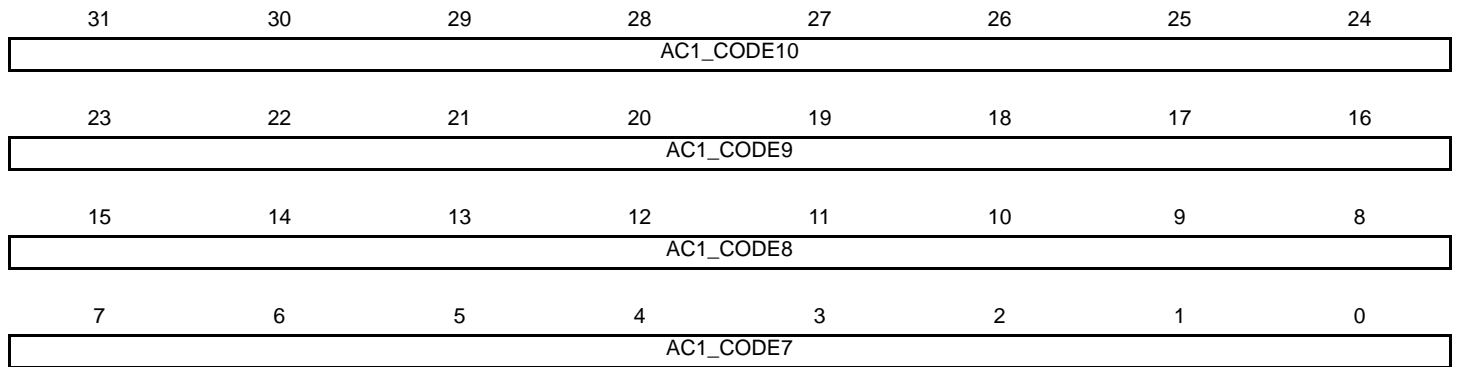 31 30 29 28 27 26 25 24
AC1_CODE10
23 22 21 20 19 18 17 16
AC1_CODE9
15 14 13 12 11 10 9 8
AC1_CODE8
7 6 5 4 3 2 1 0
AC1_CODE7